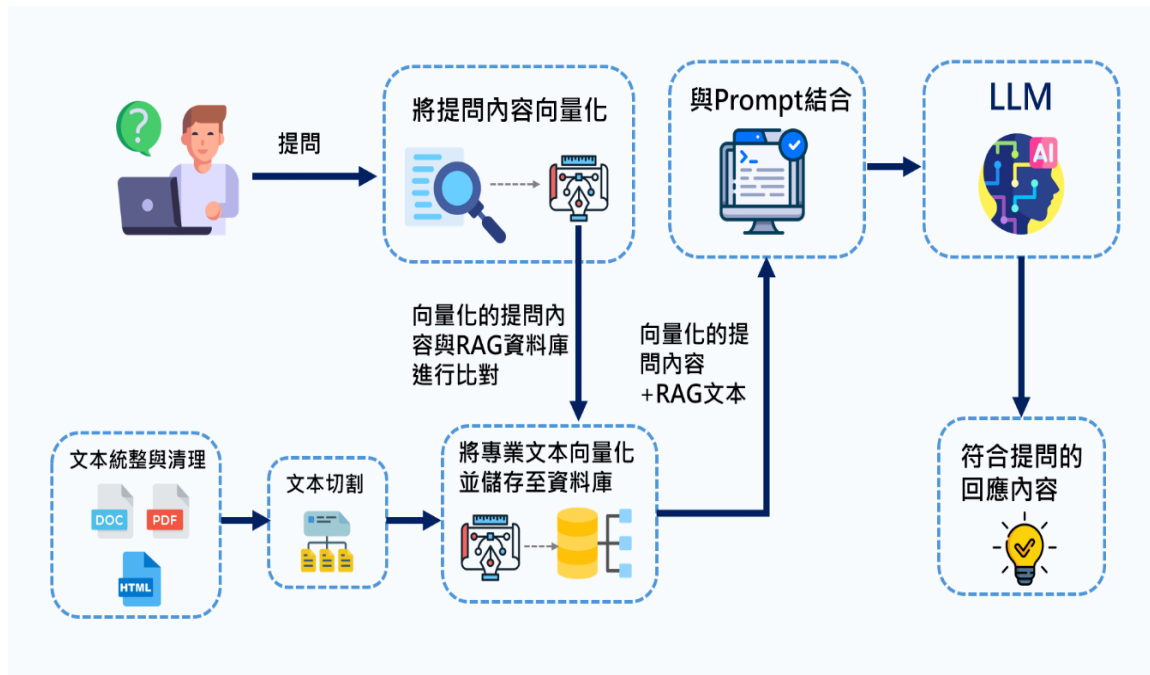 提問
將提問內容向量化
與Prompt結合
LLM
AI
向量化的提問內
容與RAG資料庫
進行比對
向量化的提
問內容
+RAG文本
文本統整與清理
DOC
PDF
HTML
文本切割
將專業文本向量化
並儲存至資料庫
符合提問的
回應內容